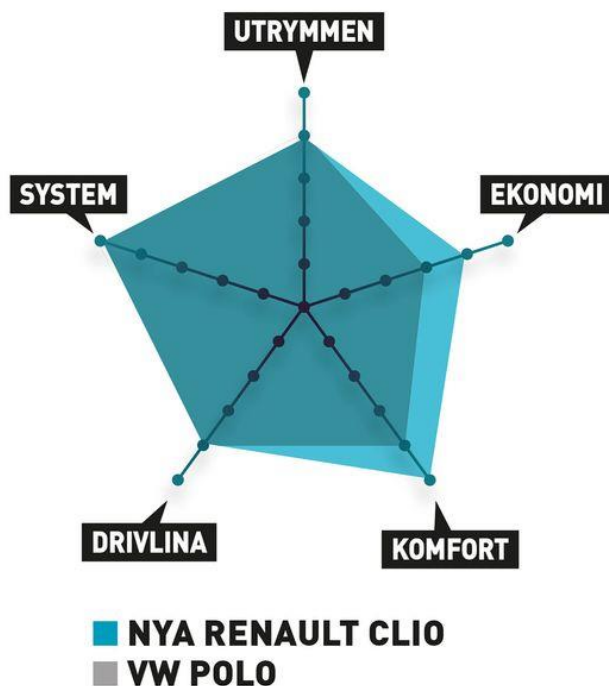 UTRYMMEN
SYSTEM
EKONOMI
DRIVLINA
KOMFORT
NYA RENAULT CLIO
VW POLO